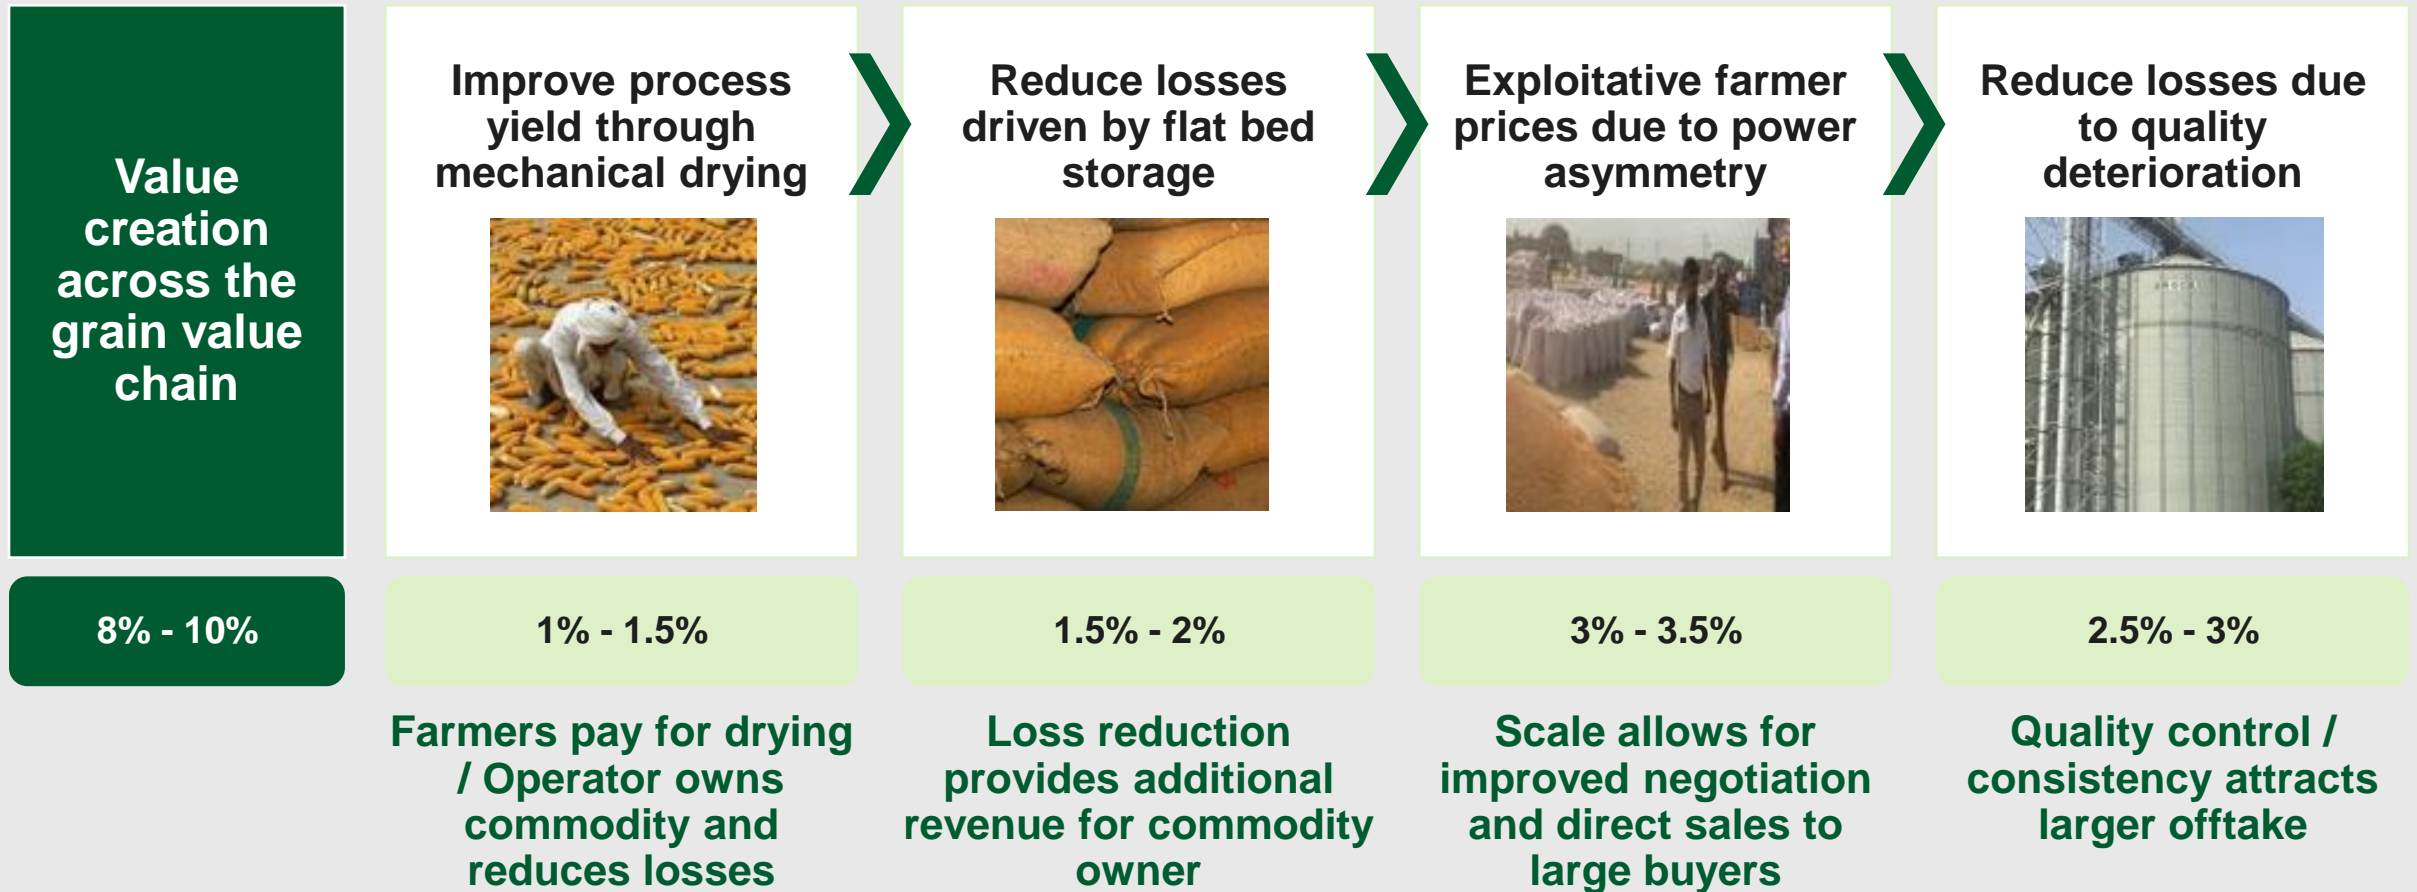 Value
creation
across the
grain value
chain
8% - 10%
Improve process
yield through
mechanical drying
1% - 1.5%
Farmers pay for drying
/ Operator owns
commodity and
reduces losses
Reduce losses
driven by flat bed
storage
1.5% - 2%
Loss reduction
provides additional
revenue for commodity
owner
Exploitative farmer
prices due to power
asymmetry
3% - 3.5%
Scale allows for
improved negotiation
and direct sales to
large buyers
Reduce losses due
to quality
deterioration
2.5% - 3%
Quality control /
consistency attracts
larger offtake